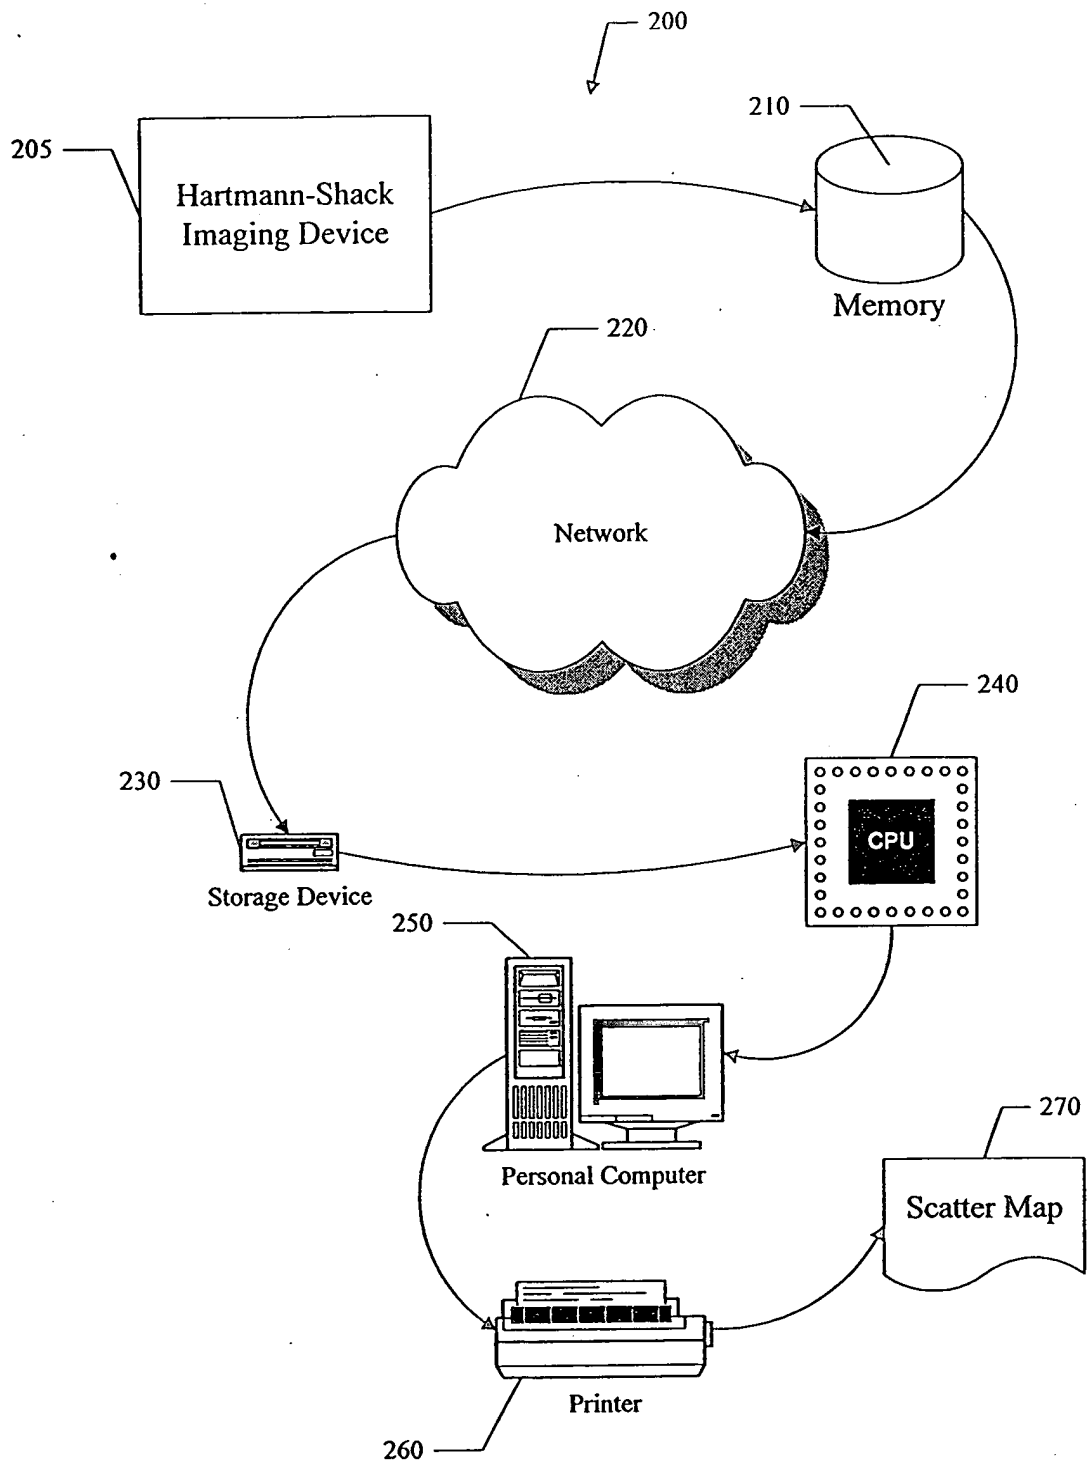 200
210
205
Hartmann-Shack
Imaging Device
Memory
220
Network
240
230
CPU
Storage Device
250
270
Personal Computer
Scatter Map
Printer
260